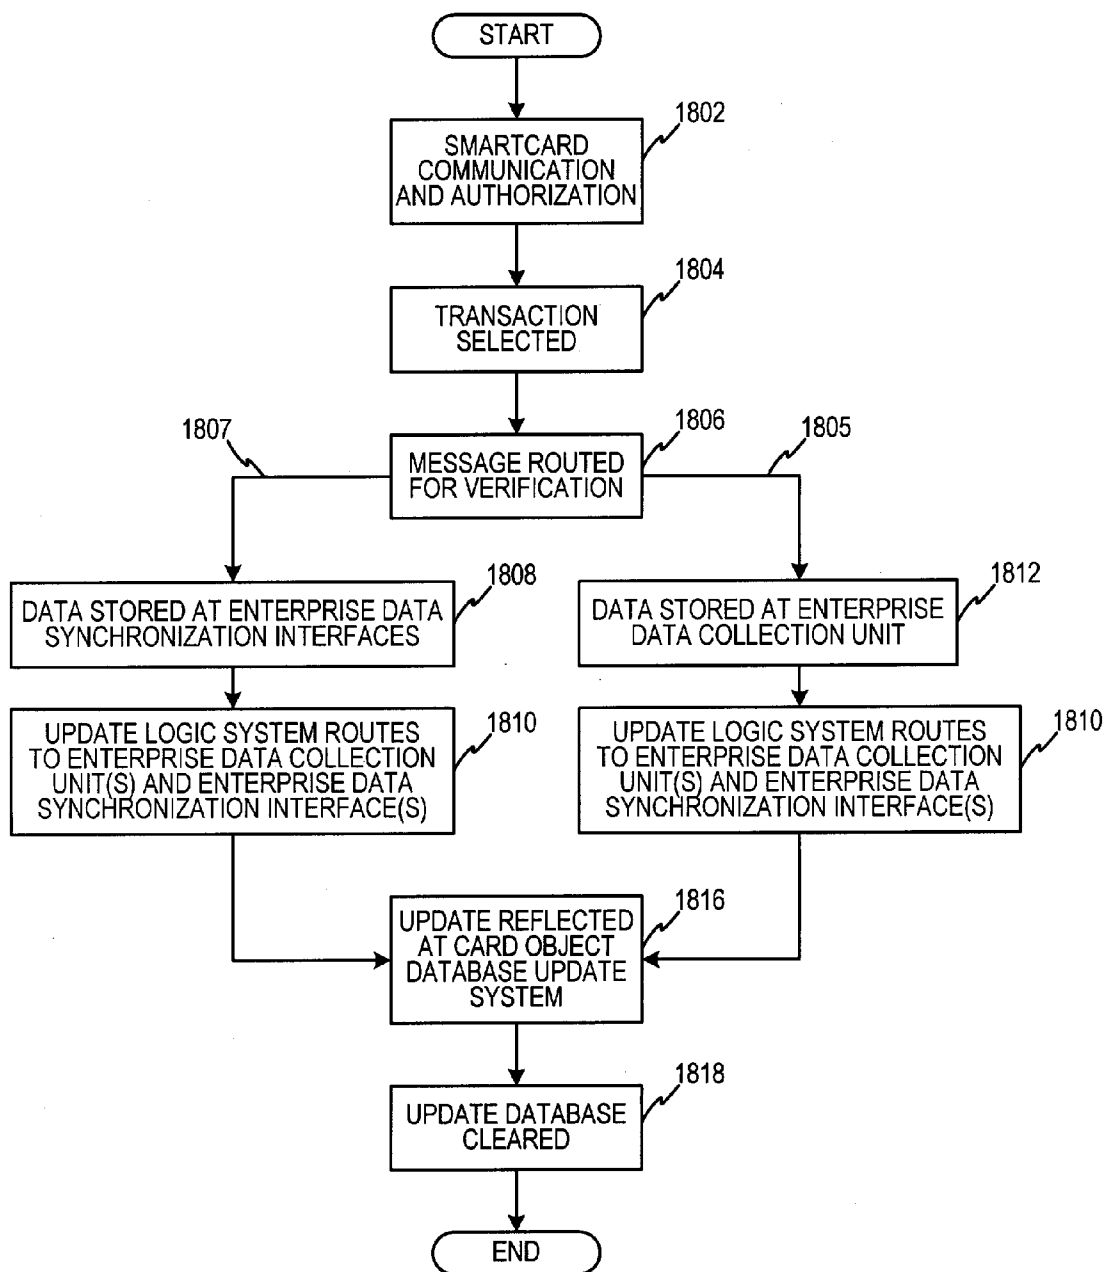 START
1802
SMARTCARD
COMMUNICATION
AND AUTHORIZATION
1804
TRANSACTION
SELECTED
1807
1806
1805
MESSAGE ROUTED
FOR VERIFICATION
1808
DATA STORED AT ENTERPRISE DATA
SYNCHRONIZATION INTERFACES
1812
DATA STORED AT ENTERPRISE
DATA COLLECTION UNIT
1810
UPDATE LOGIC SYSTEM ROUTES
TO ENTERPRISE DATA COLLECTION
UNIT(S) AND ENTERPRISE DATA
SYNCHRONIZATION INTERFACE(S)
1810
UPDATE LOGIC SYSTEM ROUTES
TO ENTERPRISE DATA COLLECTION
UNIT(S) AND ENTERPRISE DATA
SYNCHRONIZATION INTERFACE(S)
1816
UPDATE REFLECTED
AT CARD OBJECT
DATABASE UPDATE
SYSTEM
1818
UPDATE DATABASE
CLEARED
END